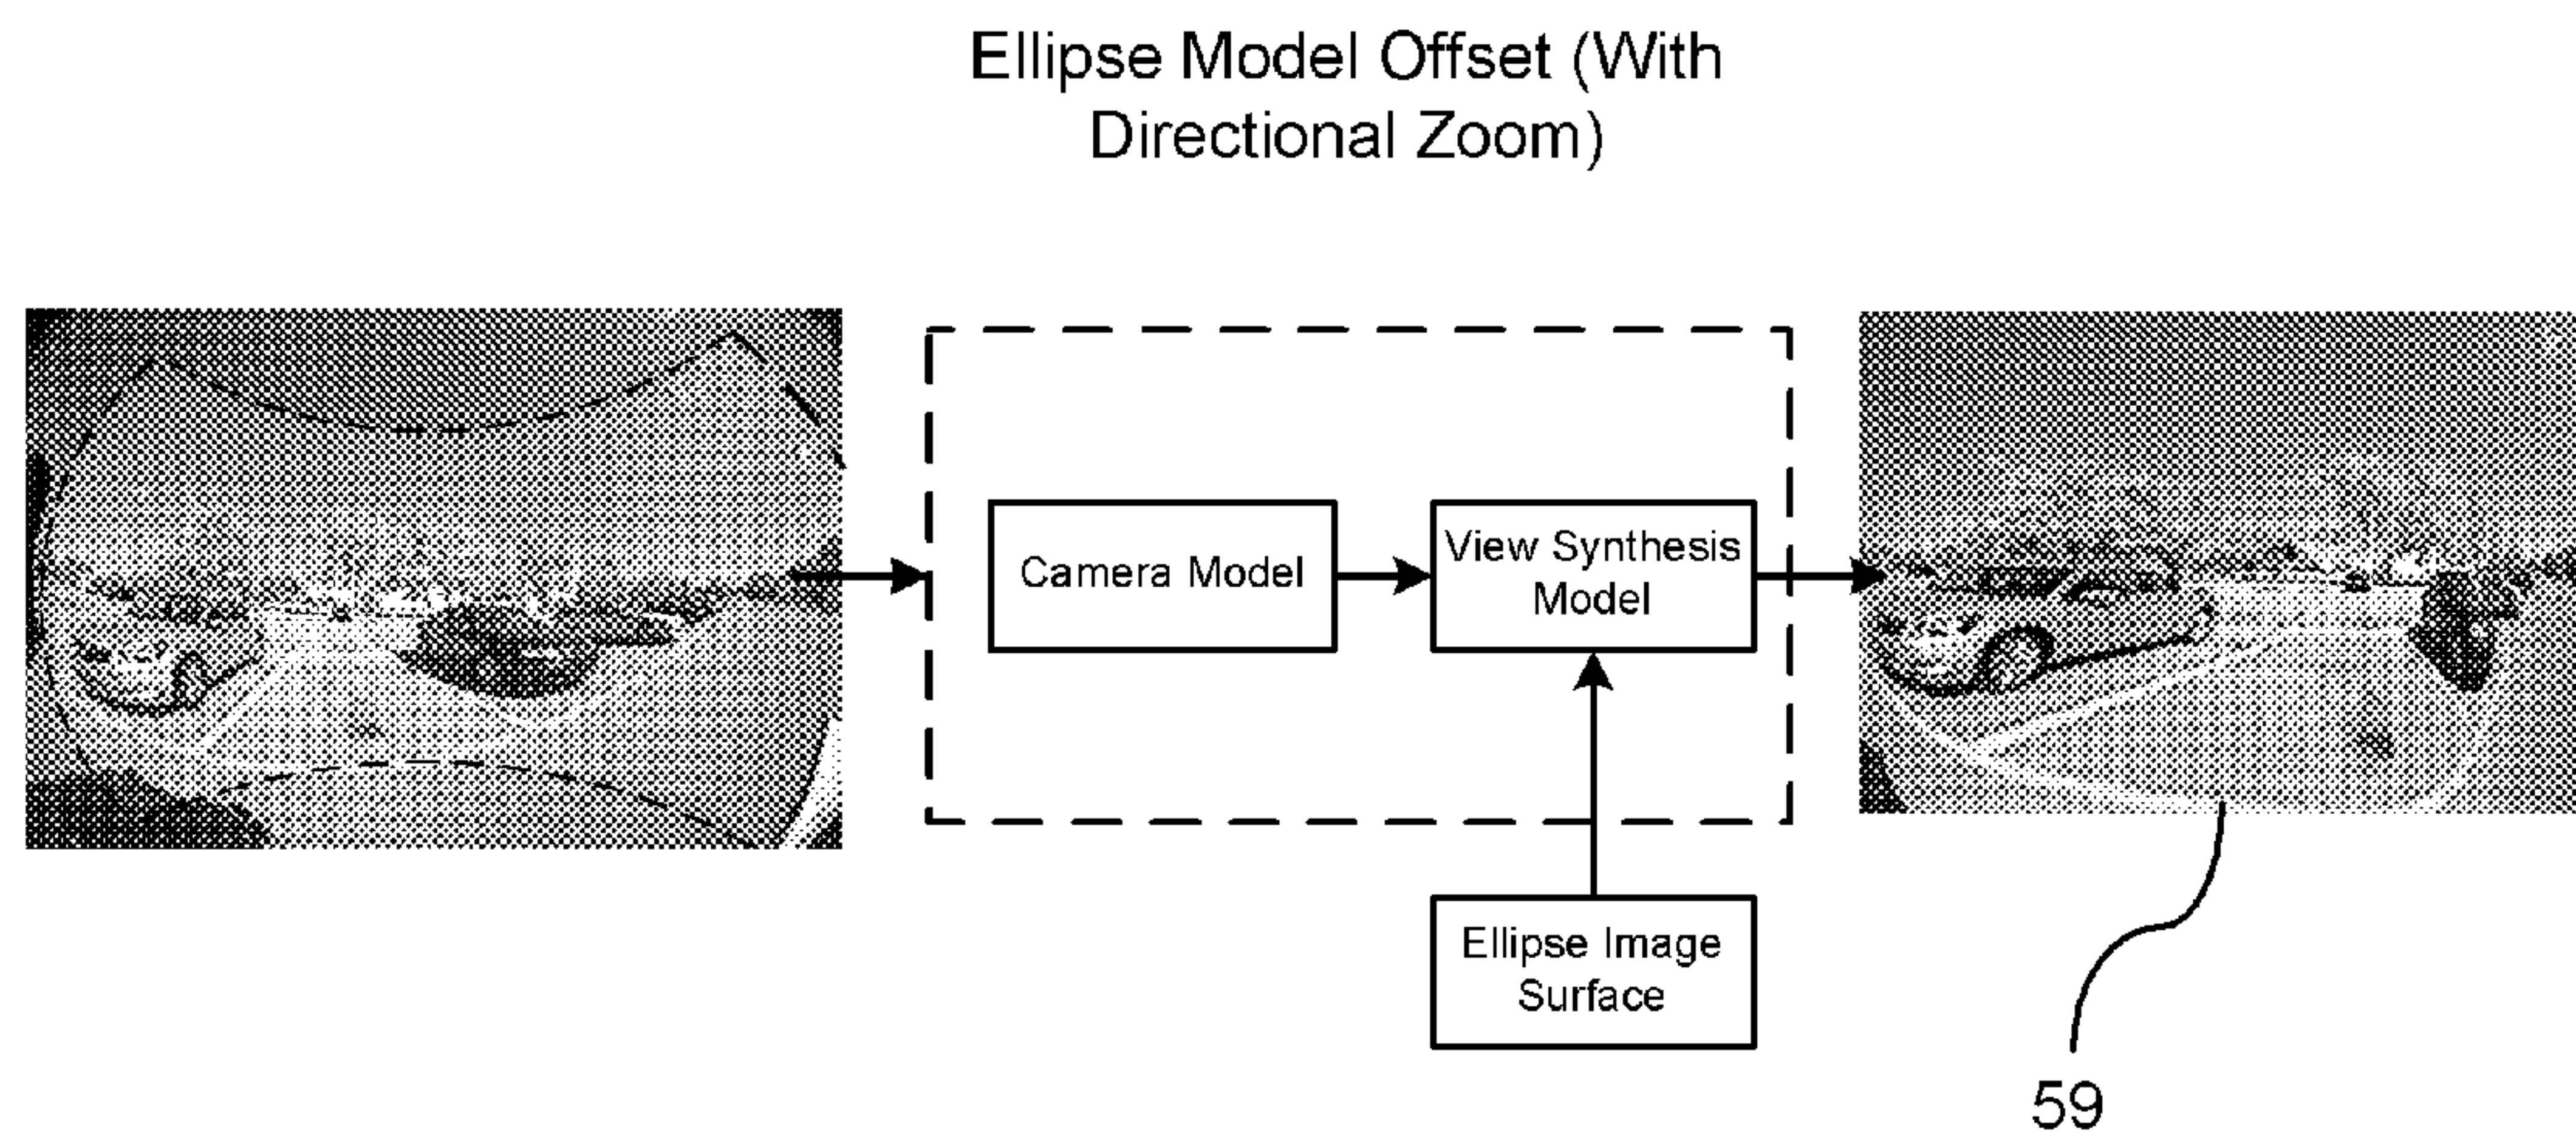 Ellipse Model Offset (With
Directional Zoom)
Camera Model
View Synthesis
Model
Ellipse Image
Surface
59